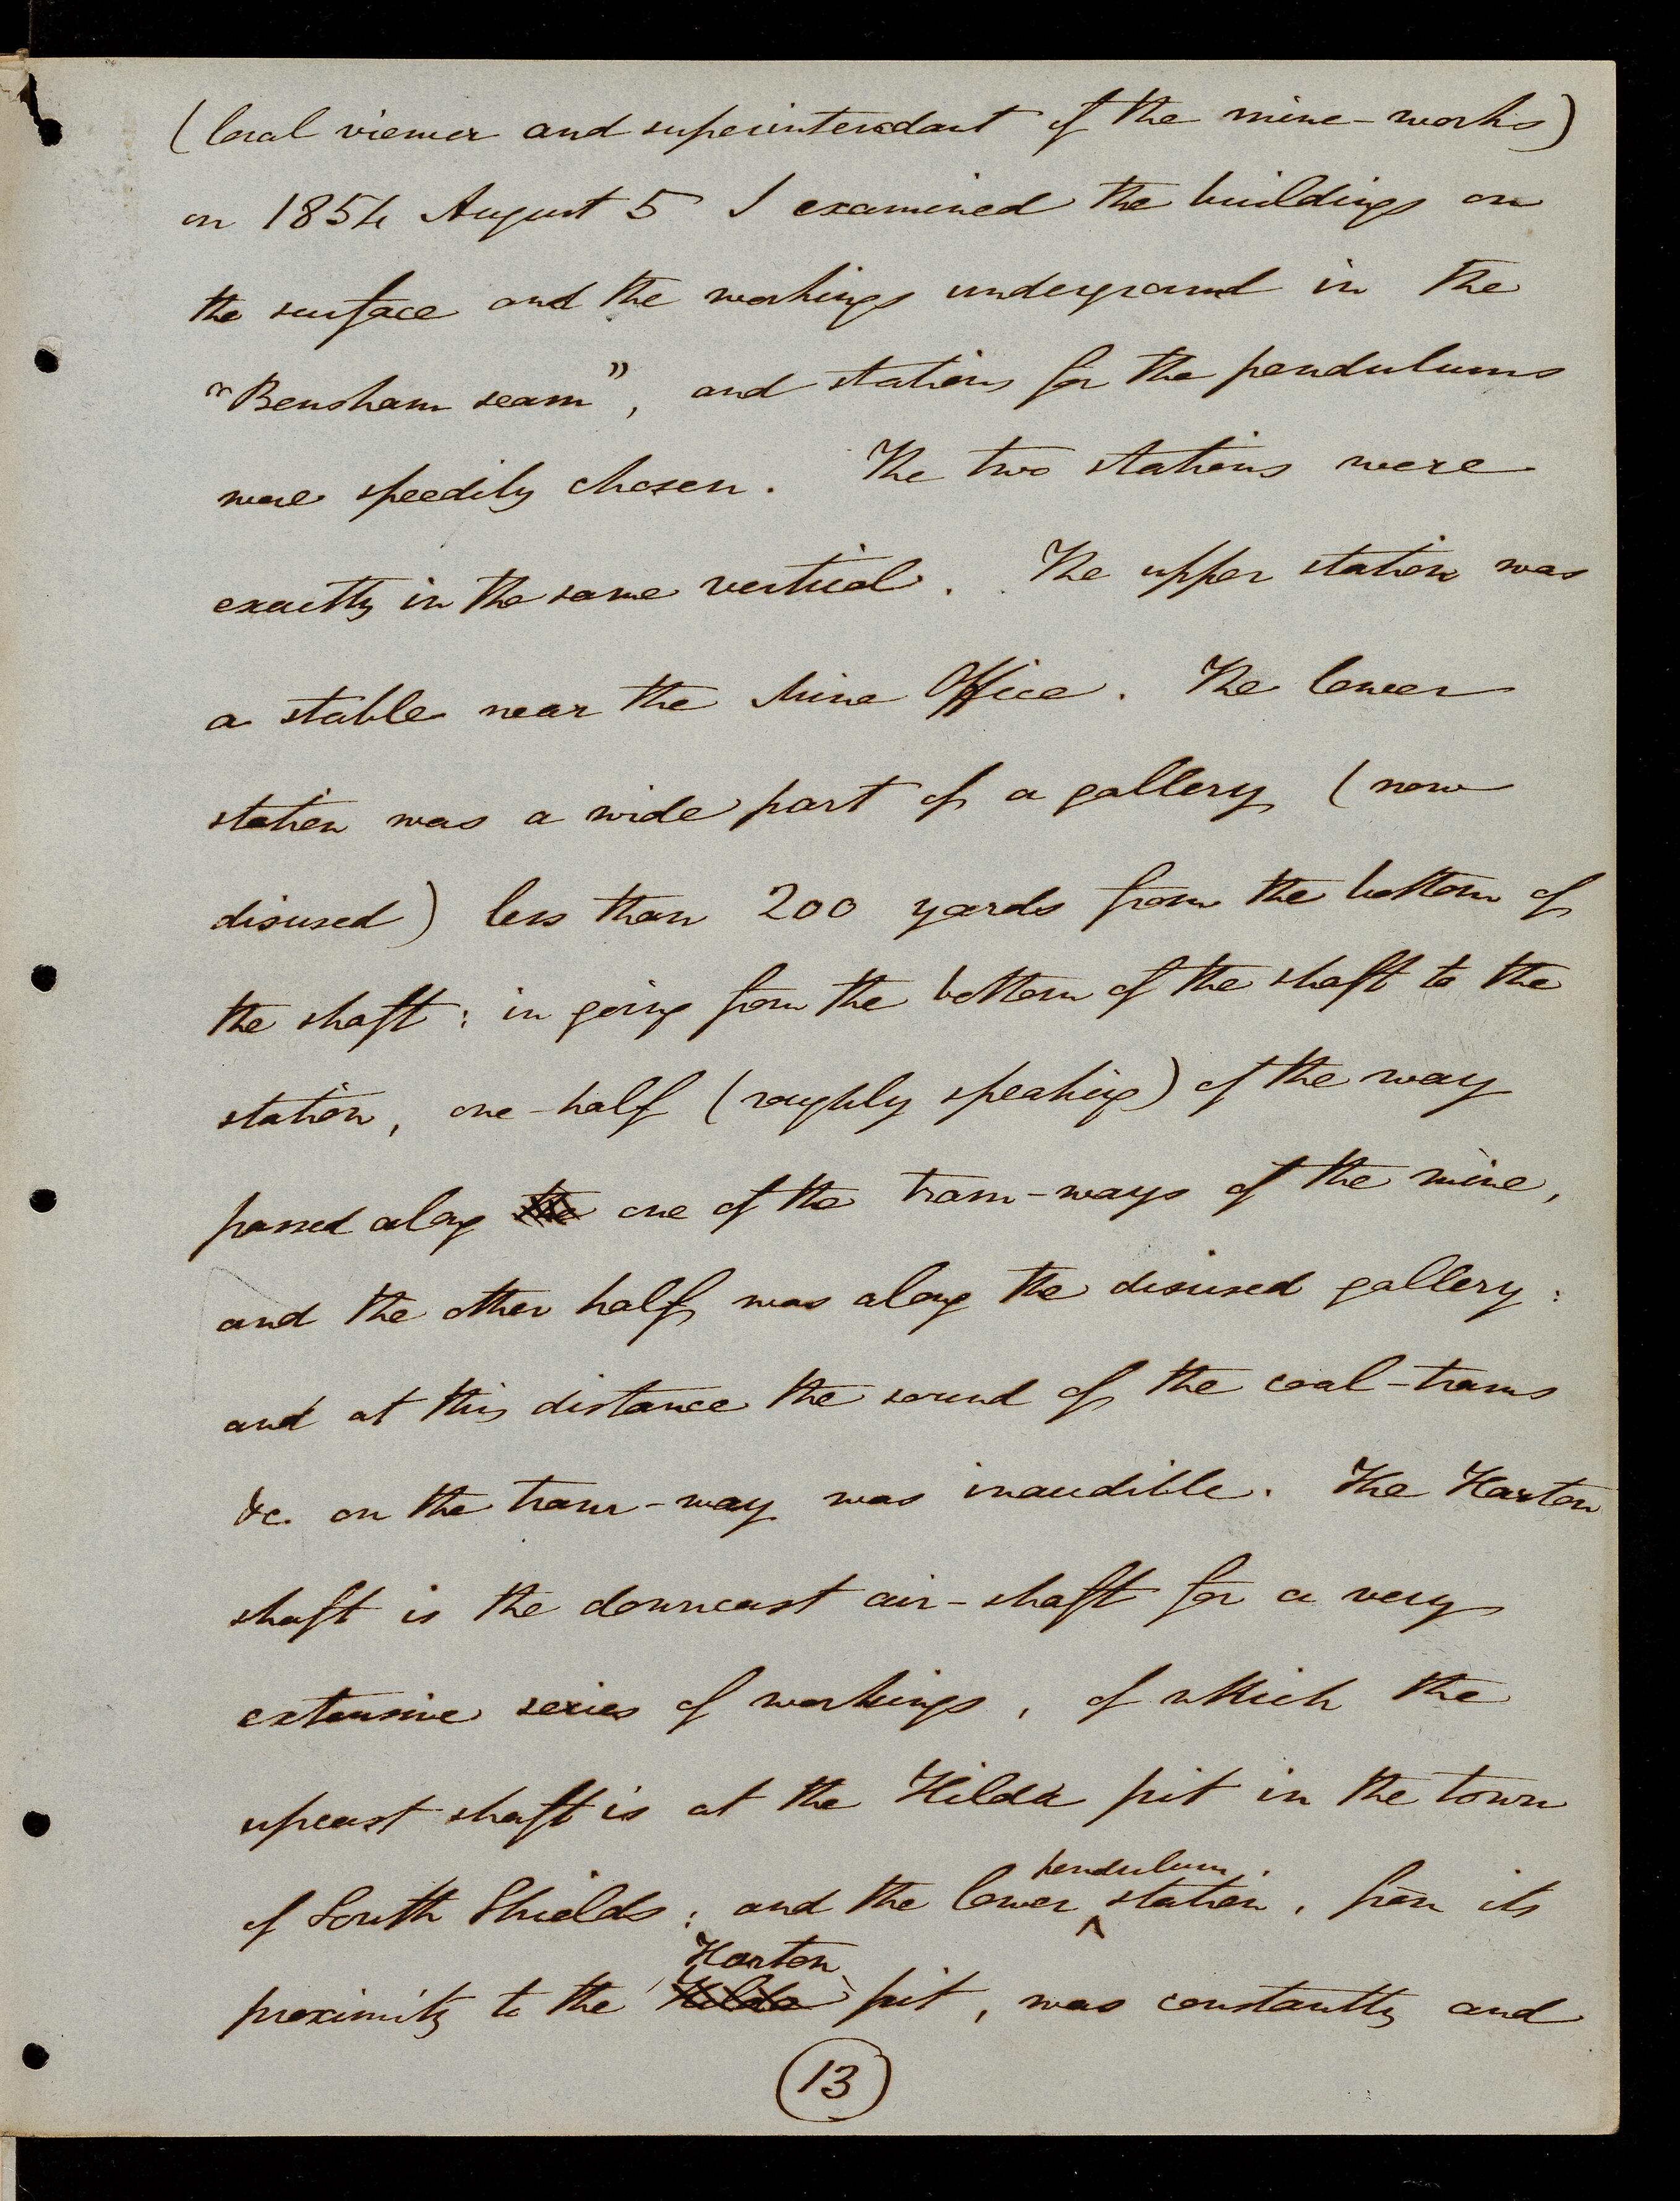 (local viewer and superintendant of the mine-works)
on 1854 August 5 I examined the buildings on
the surface and the workings underground in the
"Bensham seam", and stations for the pendulums
were speedily chosen. The two stations were
exactly in the same vertical. The upper station was
a stable near the Mine Office. The lower
station was a wide part of a gallery (now
disused) less than 200 yards from the bottom of
the shaft: in going from the bottom of the shaft to the
station, one-half (roughly speaking) of the way
passed along the one of the tram-ways of the mine,
and the other half was along the disused gallery:
and at this distance the sound of the coal-trams
&c. on the tram-way was inaudible. The Harton
shaft is the downcast air-shaft for a very
extensive series of workings, of which the
upcast shaft is at the Hilda pit in the town
pendulum
of South Shields; and the lower station, from its
Harton
proximity to the Hilda pit, was constantly and
13